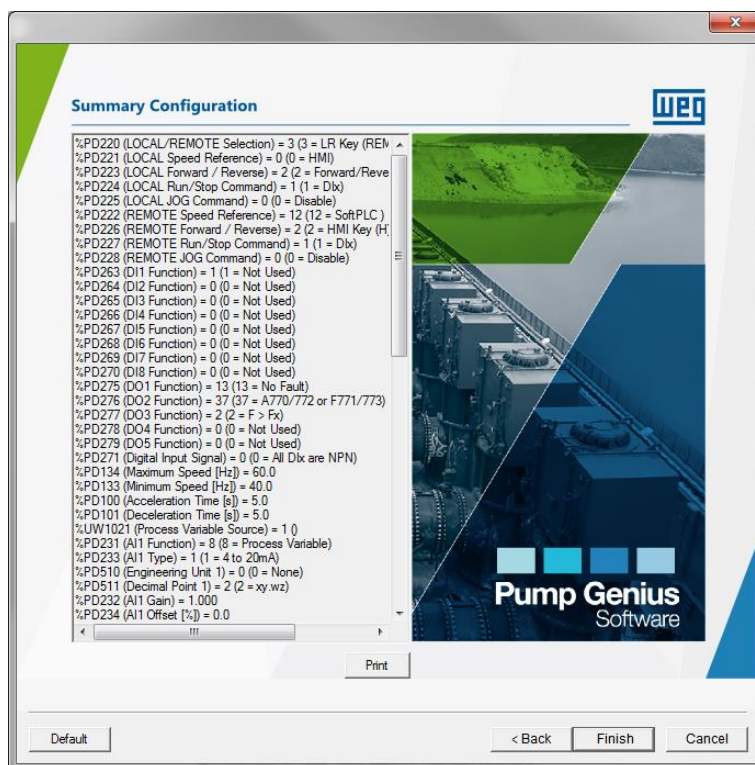 Summary Configuration
weg
%PD220 (LOCAL/REMOTE Selection) = 3 (3 = LR Key (REM
%PD221 (LOCAL Speed Reference) = 0 (0 = HMI)
%PD223 (LOCAL Forward / Reverse) = 2 (2 = Forward/Reve
%PD224 (LOCAL Run/Stop Command) = 1 (1 = DIx)
%PD225 (LOCAL JOG Command) = 0 (0 = Disable)
%PD222 (REMOTE Speed Reference) = 12 (12 = SoftPLC )
%PD226 (REMOTE Forward / Reverse) = 2 (2 = HMI Key (H
%PD227 (REMOTE Run/Stop Command) = 1 (1 = DIx)
%PD228 (REMOTE JOG Command) = 0 (0 = Disable)
%PD263 (DI1 Function) = 1 (1 = Not Used)
%PD264 (DI2 Function) = 0 (0 = Not Used)
%PD265 (DI3 Function) = 0 (0 = Not Used)
%PD266 (DI4 Function) = 0 (0 = Not Used)
%PD267 (DI5 Function) = 0 (0 = Not Used)
%PD268 (DI6 Function) = 0 (0 = Not Used)
%PD269 (DI7 Function) = 0 (0 = Not Used)
%PD270 (DI8 Function) = 0 (0 = Not Used)
%PD275 (DO1 Function) = 13 (13 = No Fault)
%PD276 (DO2 Function) = 37 (37 = A770/772 or F771/773)
%PD277 (DO3 Function) = 2 (2 = F > Fx)
%PD278 (DO4 Function) = 0 (0 = Not Used)
%PD279 (DO5 Function) = 0 (0 = Not Used)
%PD271 (Digital Input Signal) = 0 (0 = All DIx are NPN)
%PD134 (Maximum Speed [Hz]) = 60.0
%PD133 (Minimum Speed [Hz]) = 40.0
%PD100 (Acceleration Time [s]) = 5.0
%PD101 (Deceleration Time [s]) = 5.0
%UW1021 (Process Variable Source) = 1 ()
%PD231 (AI1 Function) = 8 (8 = Process Variable)
%PD233 (AI1 Type) = 1 (1 = 4 to 20mA)
%PD510 (Engineering Unit 1) = 0 (0 = None)
%PD511 (Decimal Point 1) = 2 (2 = xy.wz)
%PD232 (AI1 Gain) = 1.000
%PD234 (AI1 Offset [%]) = 0.0
Pump Genius
Software
Print
Default
< Back
Finish
Cancel